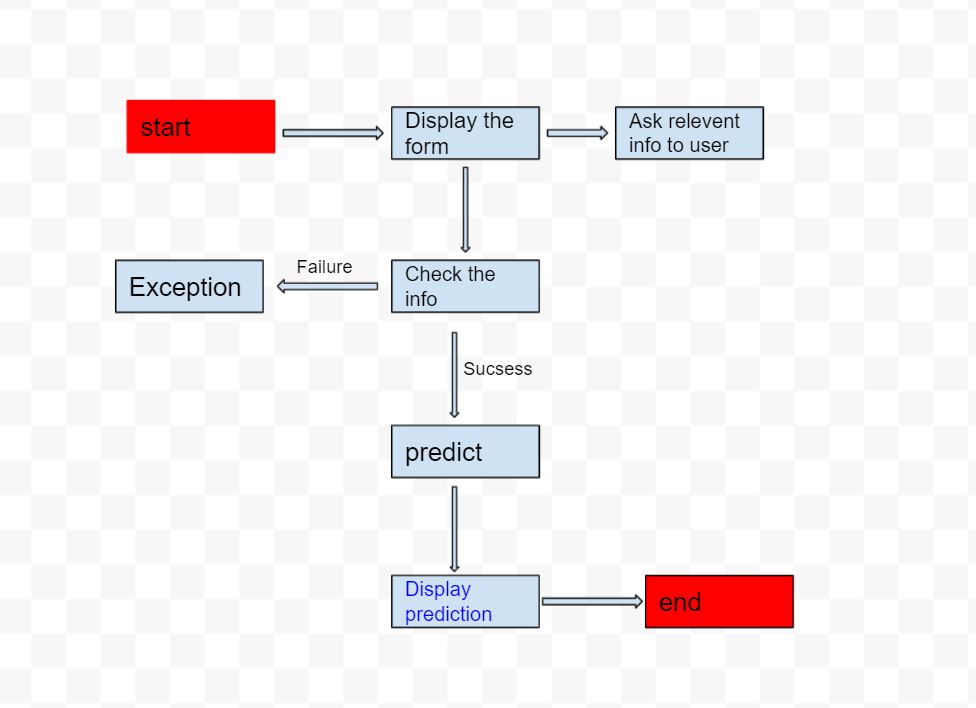 start
Display the
form
Ask relevent
info to user
Exception
Failure
Check the
info
Sucsess
predict
Display
prediction
end